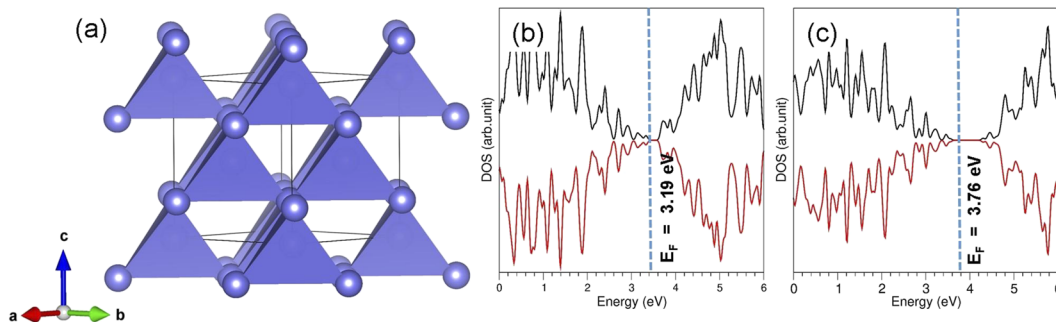 (a)
c
a
b
(b)
DOS (arb.unit)
E_F = 3.19 eV
0 1 2 3 4 5 6
Energy (eV)
(c)
DOS (arb.unit)
E_F = 3.76 eV
0 1 2 3 4 5 6
Energy (eV)